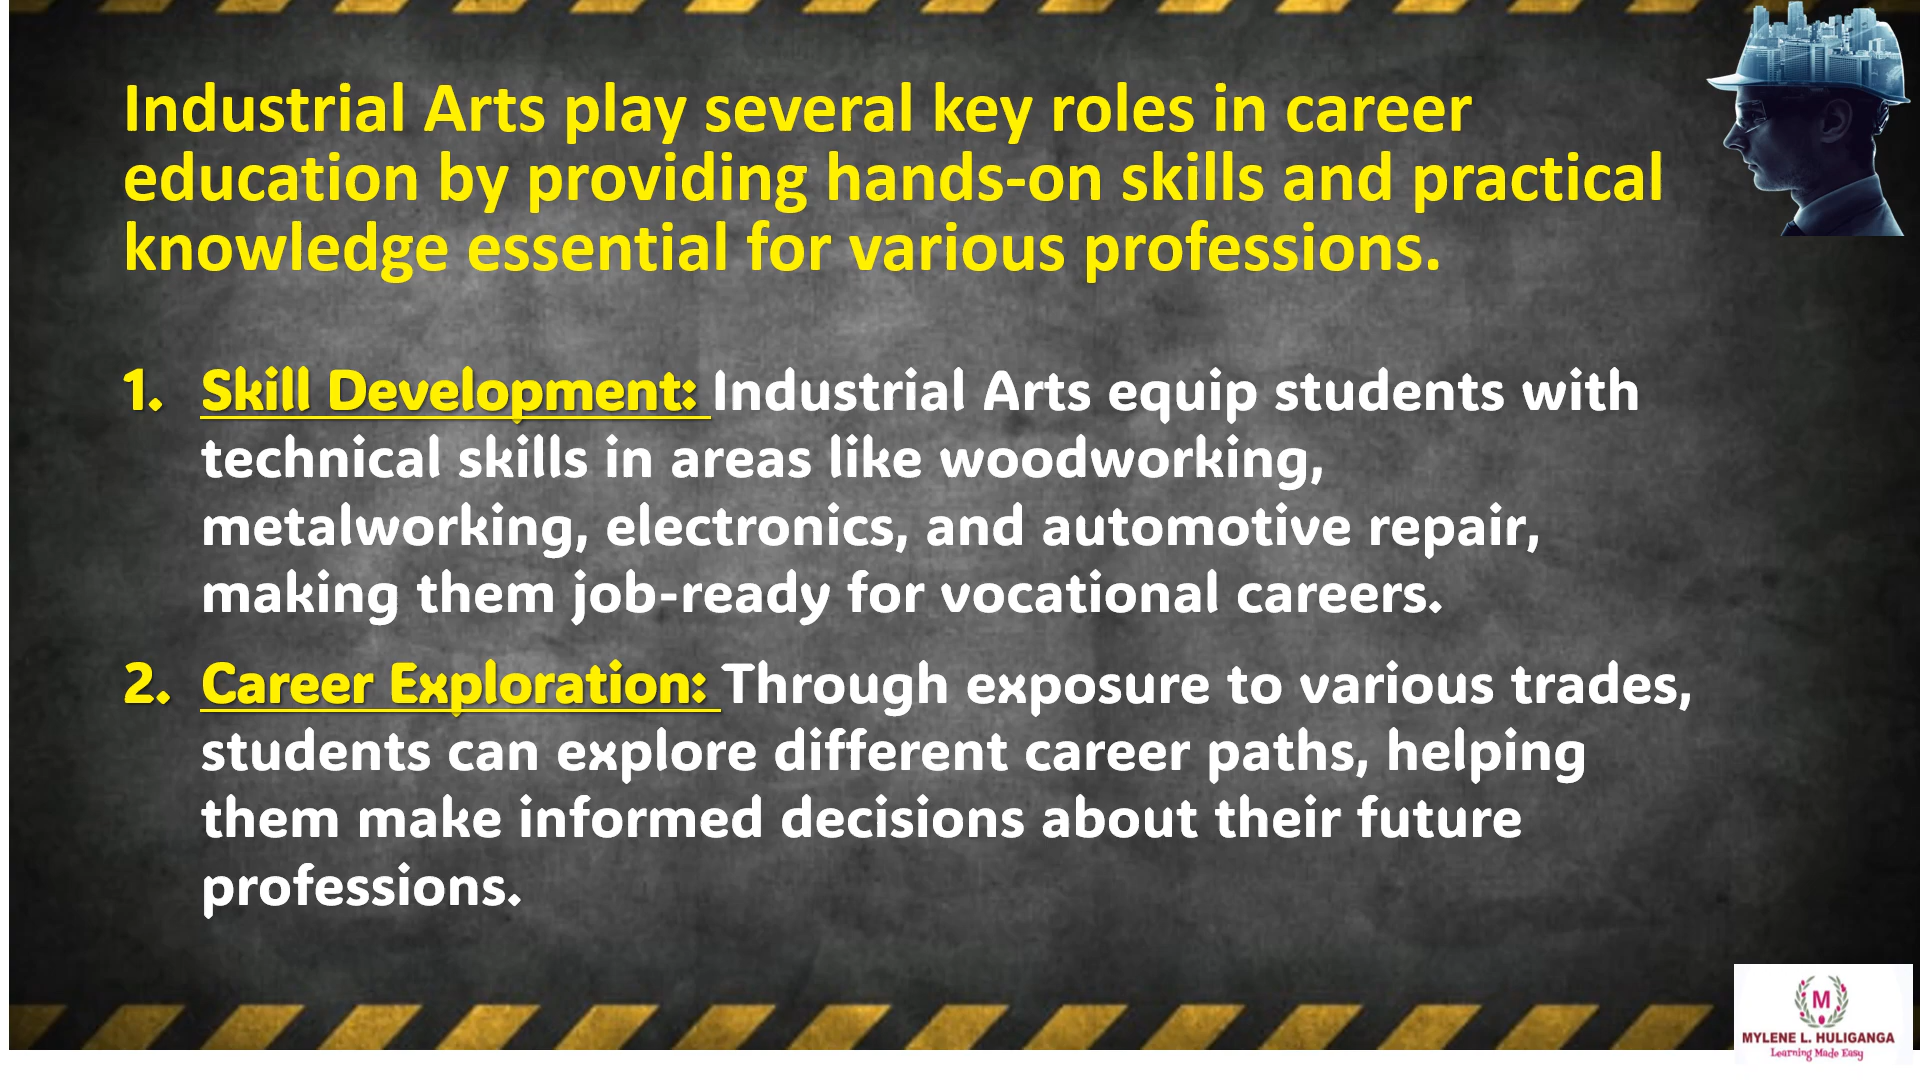 Industrial Arts play several key roles in career
education by providing hands-on skills and practical
knowledge essential for various professions.
1. Skill Development: Industrial Arts equip students with
technical skills in areas like woodworking,
metalworking, electronics, and automotive repair,
making them job-ready for vocational careers.
2. Career Exploration: Through exposure to various trades,
students can explore different career paths, helping
them make informed decisions about their future
professions.
M
MYLENE L. HULIGANGA
Learning Made Easy